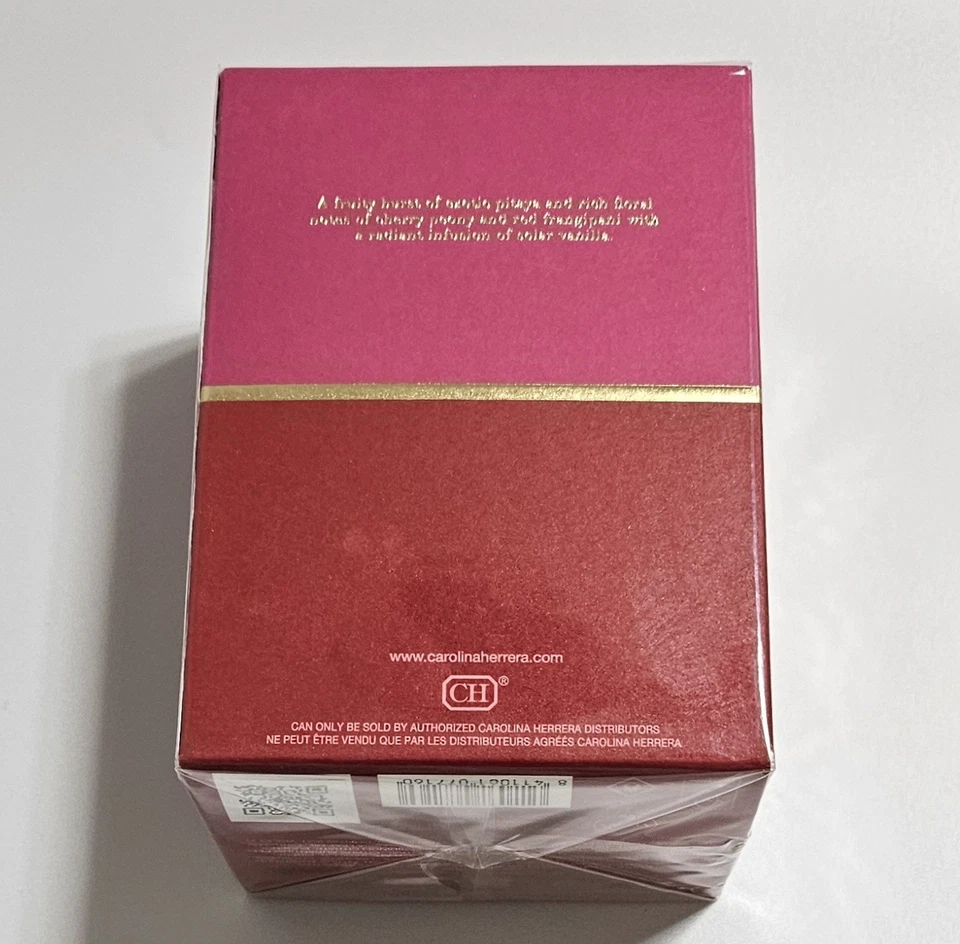 A fruity burst of exotic pitaya and rich floral
notes of cherry peony and red frangipani with
a radiant infusion of solar vanilla.
www.carolinaherrera.com
CH®
CAN ONLY BE SOLD BY AUTHORIZED CAROLINA HERRERA DISTRIBUTORS
NE PEUT ÊTRE VENDU QUE PAR LES DISTRIBUTEURS AGRÉÉS CAROLINA HERRERA